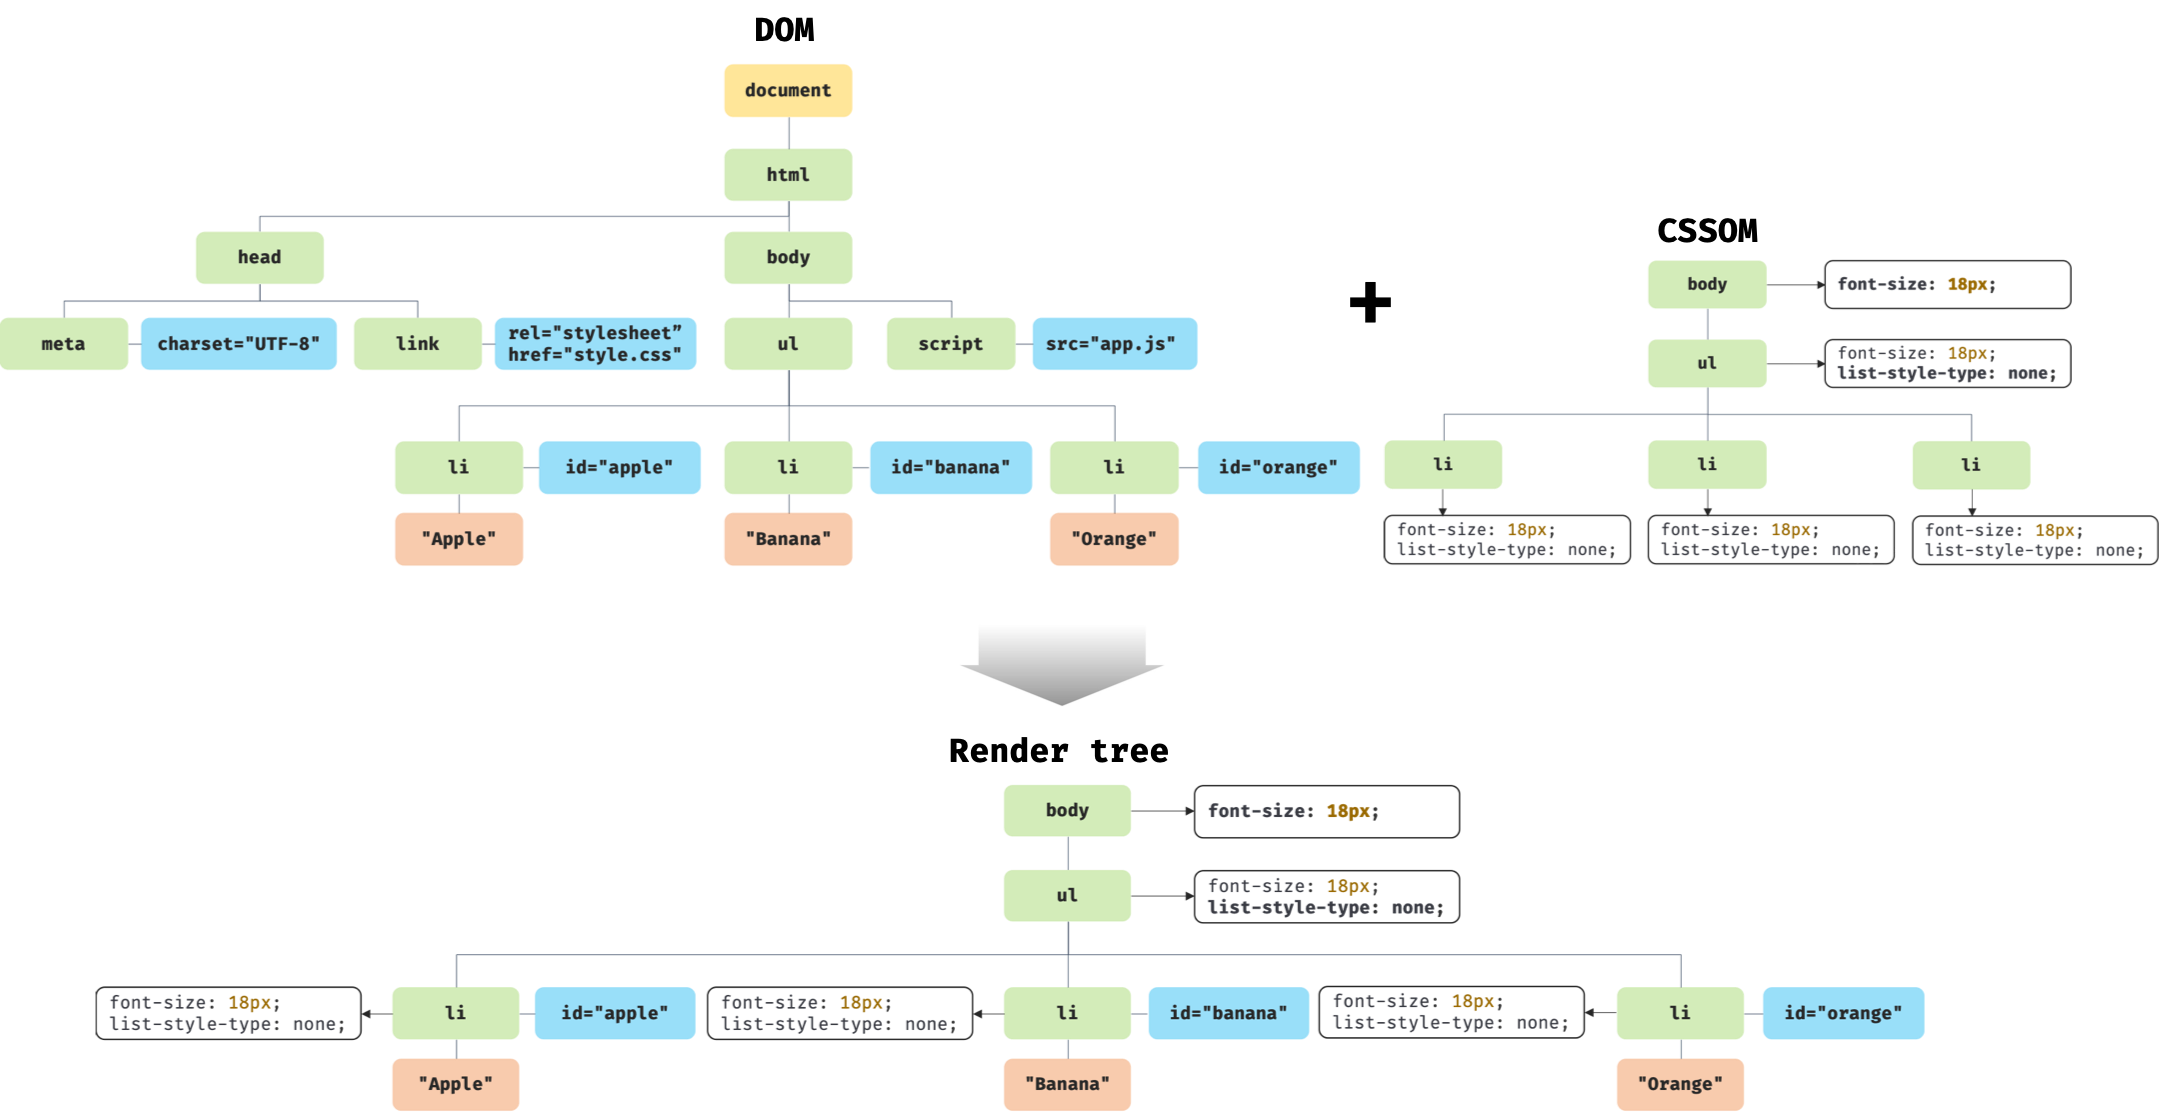 DOM
document
html
head
body
meta
charset="UTF-8"
link
rel="stylesheet”
href="style.css"
ul
script
src="app.js"
li
id="apple"
li
id="banana"
li
id="orange"
"Apple"
"Banana"
"Orange"
+
CSSOM
body
font-size: 18px;
ul
font-size: 18px;
list-style-type: none;
li
li
li
font-size: 18px;
list-style-type: none;
font-size: 18px;
list-style-type: none;
font-size: 18px;
list-style-type: none;
Render tree
body
font-size: 18px;
ul
font-size: 18px;
list-style-type: none;
font-size: 18px;
list-style-type: none;
li
id="apple"
font-size: 18px;
list-style-type: none;
li
id="banana"
font-size: 18px;
list-style-type: none;
li
id="orange"
"Apple"
"Banana"
"Orange"